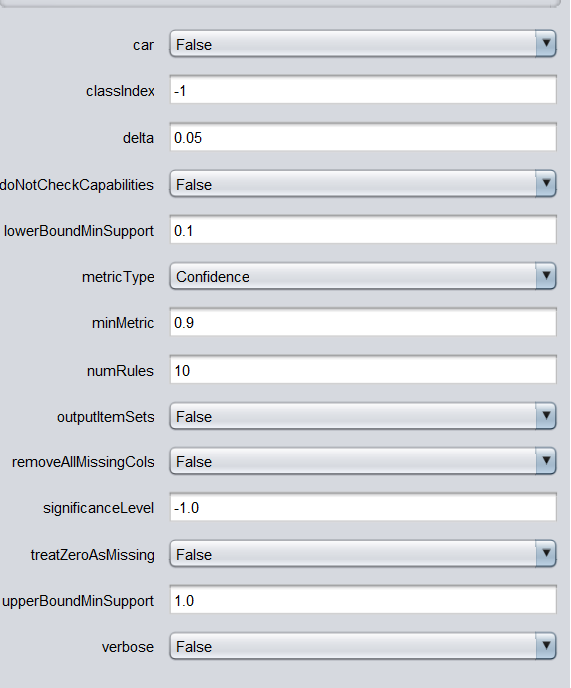 car False
classIndex -1
delta 0.05
doNotCheckCapabilities False
lowerBoundMinSupport 0.1
metricType Confidence
minMetric 0.9
numRules 10
outputItemSets False
removeAllMissingCols False
significanceLevel -1.0
treatZeroAsMissing False
upperBoundMinSupport 1.0
verbose False